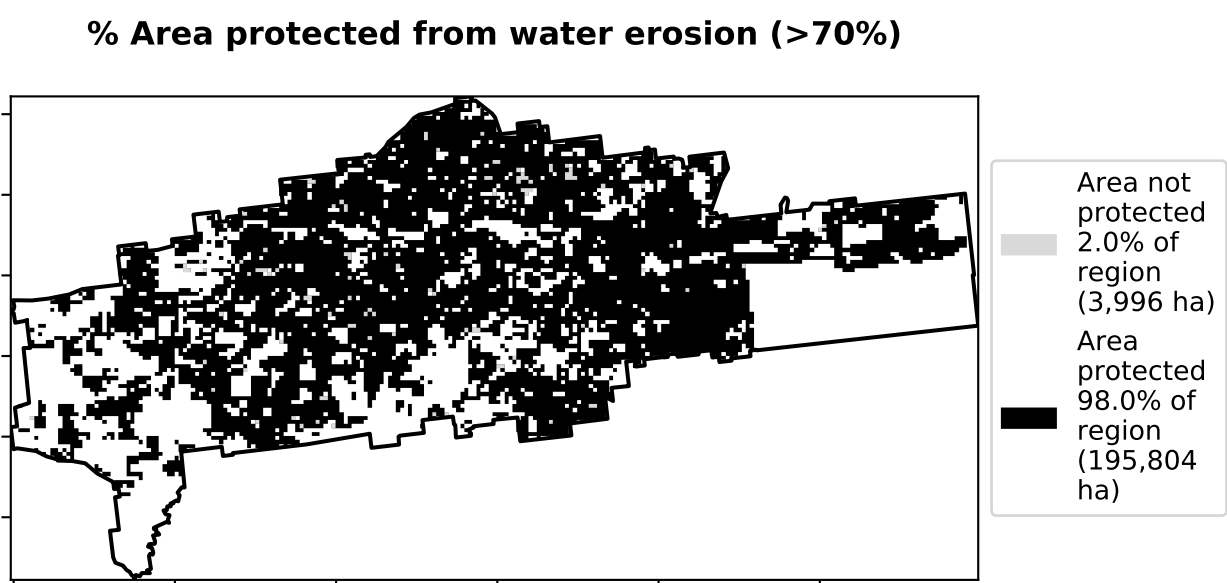 % Area protected from water erosion (>70%)
Area not
protected
2.0% of
region
(3,996 ha)
Area
protected
98.0% of
region
(195,804
ha)